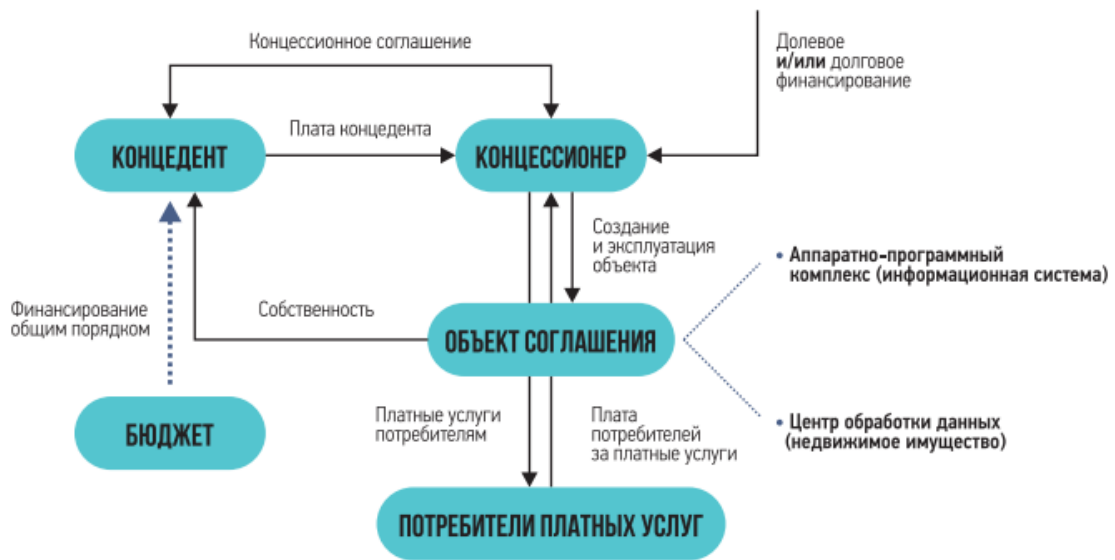 Концессионное соглашение
Долевое
и/или долговое
финансирование
Плата концедента
КОНЦЕДЕНТ
КОНЦЕССИОНЕР
Создание
и эксплуатация
объекта
• Аппаратно-программный
комплекс (информационная система)
Финансирование
общим порядком
Собственность
ОБЪЕКТ СОГЛАШЕНИЯ
БЮДЖЕТ
Платные услуги
потребителям
Плата
потребителей
за платные услуги
• Центр обработки данных
(недвижимое имущество)
ПОТРЕБИТЕЛИ ПЛАТНЫХ УСЛУГ